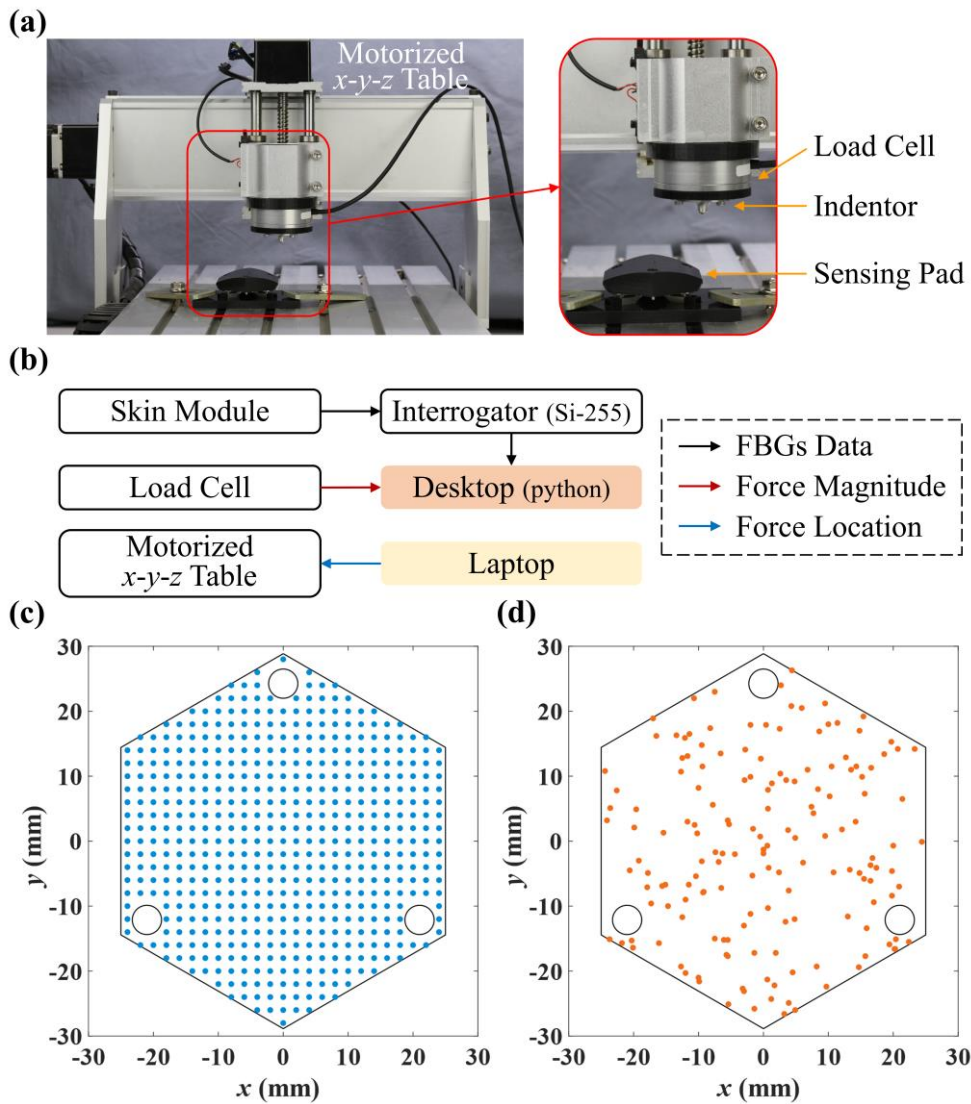 (a)
Motorized
x-y-z Table
Load Cell
Indentor
Sensing Pad
(b)
Skin Module
Interrogator (Si-255)
Load Cell
Desktop (python)
Motorized
x-y-z Table
Laptop
FBGs Data
Force Magnitude
Force Location
(c)
30
20
10
0
-10
-20
-30
y (mm)
-30 -20 -10 0 10 20 30
x (mm)
(d)
30
20
10
0
-10
-20
-30
y (mm)
-30 -20 -10 0 10 20 30
x (mm)